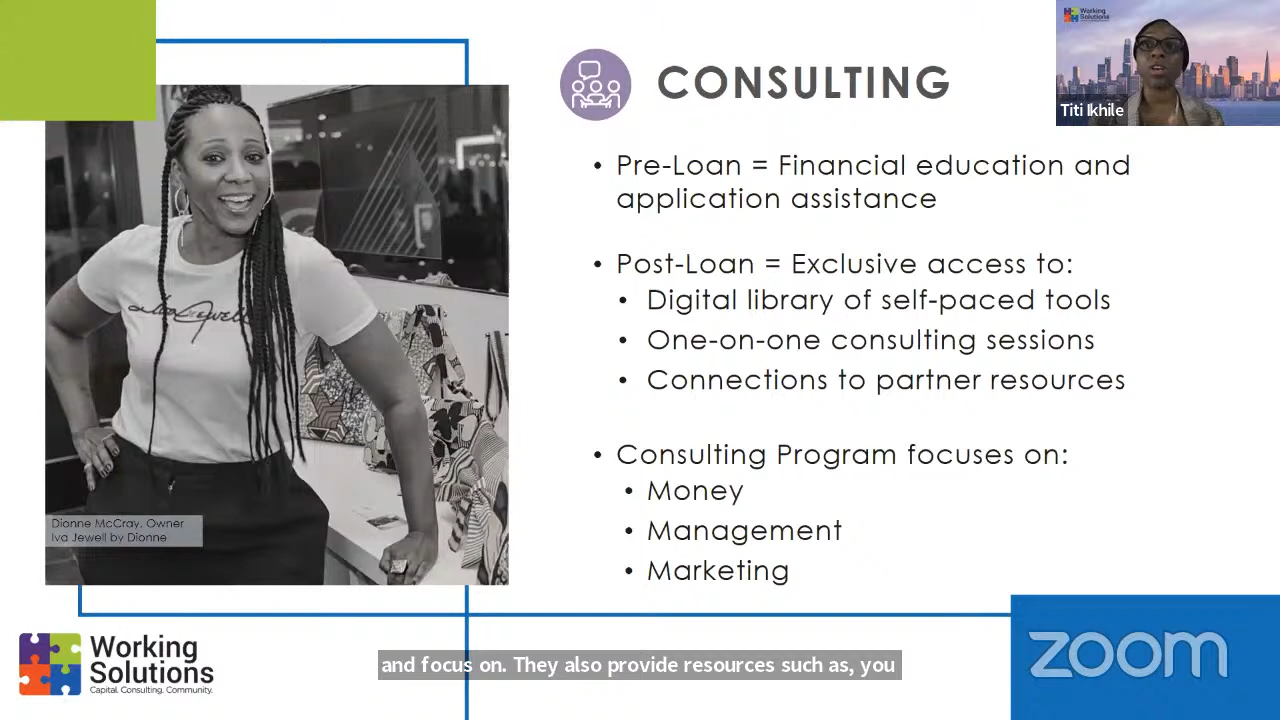 CONSULTING
Working
Solutions
Titi Ikhile
• Pre-Loan = Financial education and
application assistance
• Post-Loan = Exclusive access to:
• Digital library of self-paced tools
• One-on-one consulting sessions
• Connections to partner resources
• Consulting Program focuses on:
• Money
• Management
• Marketing
Dionne McCray, Owner
Iva Jewell by Dionne
Working
Solutions
Capital. Consulting. Community.
and focus on. They also provide resources such as, you
zoom